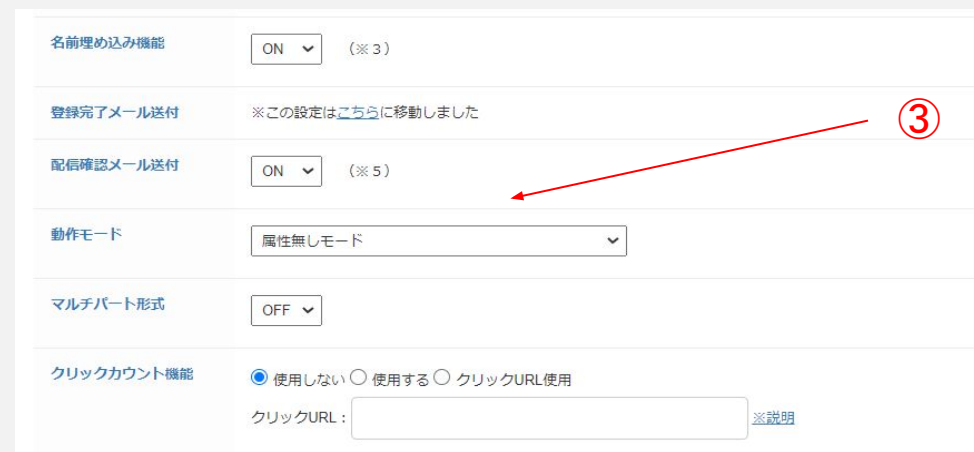 名前埋め込み機能 ON (※3)
登録完了メール送付 ※この設定はこちらに移動しました
③
配信確認メール送付 ON (※5)
動作モード 属性無しモード
マルチパート形式 OFF
クリックカウント機能 使用しない 使用する クリックURL使用
クリックURL: ※説明